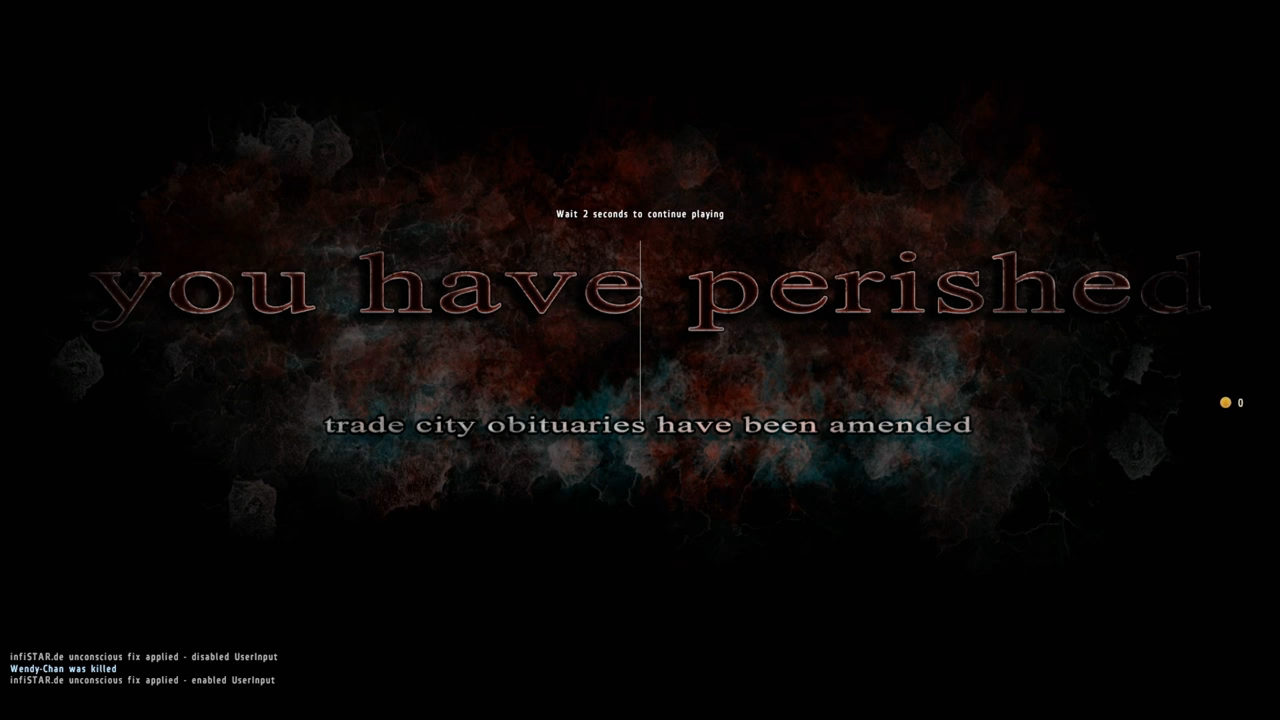 Wait 2 seconds to continue playing
you have perished
trade city obituaries have been amended
0
infiSTAR.de unconscious fix applied - disabled UserInput
Wendy-Chan was killed
infiSTAR.de unconscious fix applied - enabled UserInput